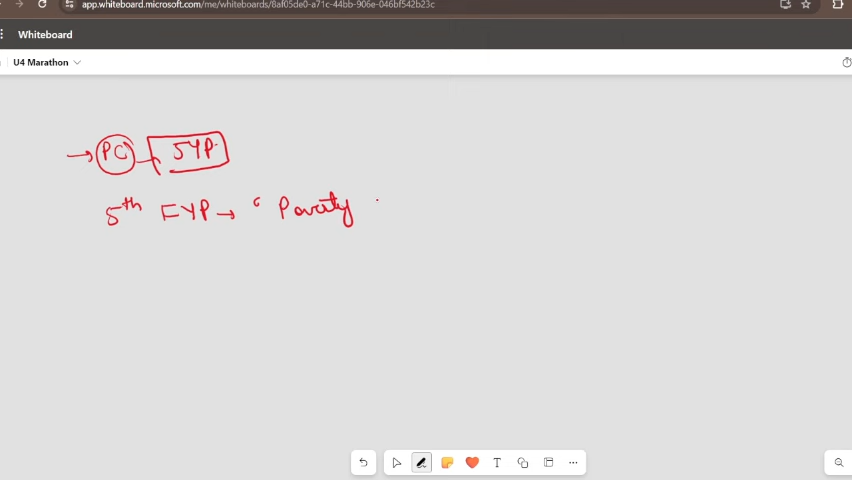 app.whiteboard.microsoft.com/me/whiteboards/8af05de0-a71c-44bb-906e-046bf542b23c
Whiteboard
U4 Marathon
→ PC 5YP
5th FYP → " Poverty
T